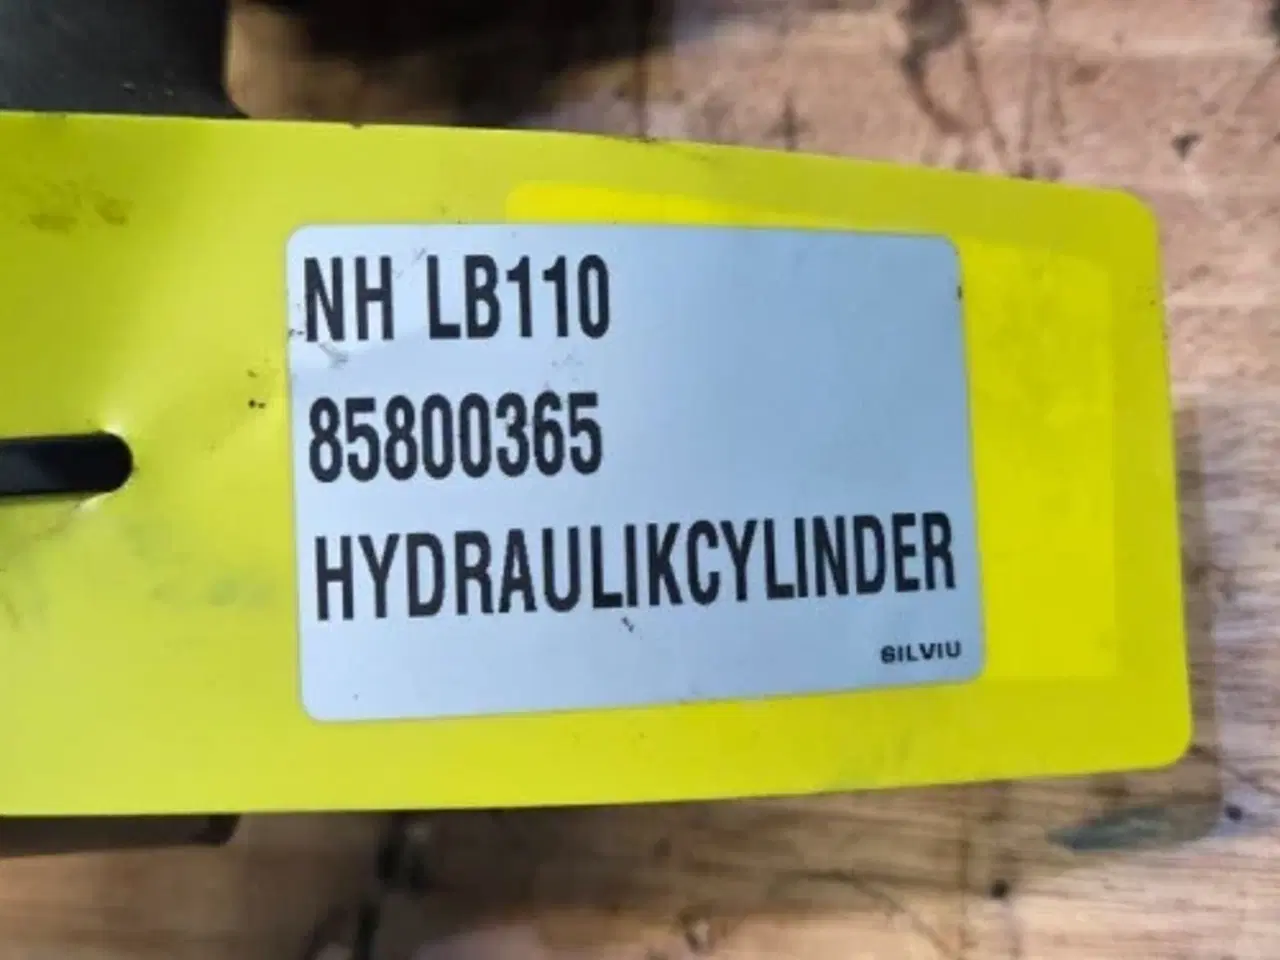 NH LB110
85800365
HYDRAULIKCYLINDER
SILVIU